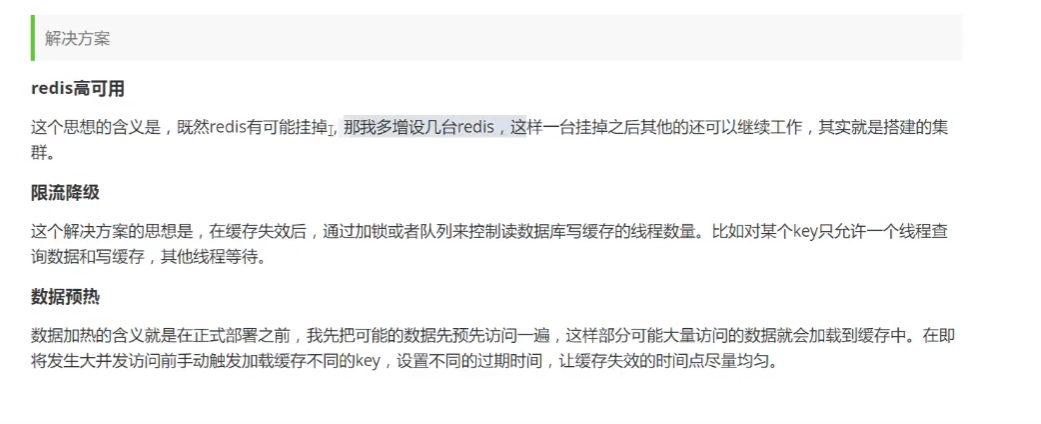 解决方案
redis高可用
这个思想的含义是，既然redis有可能挂掉，那我多增设几台redis，这样一台挂掉之后其他的还可以继续工作，其实就是搭建的集
群。
限流降级
这个解决方案的思想是，在缓存失效后，通过加锁或者队列来控制读数据库写缓存的线程数量。比如对某个key只允许一个线程查
询数据和写缓存，其他线程等待。
数据预热
数据加热的含义就是在正式部署之前，我先把可能的数据先预先访问一遍，这样部分可能大量访问的数据就会加载到缓存中。在即
将发生大并发访问前手动触发加载缓存不同的key，设置不同的过期时间，让缓存失效的时间点尽量均匀。